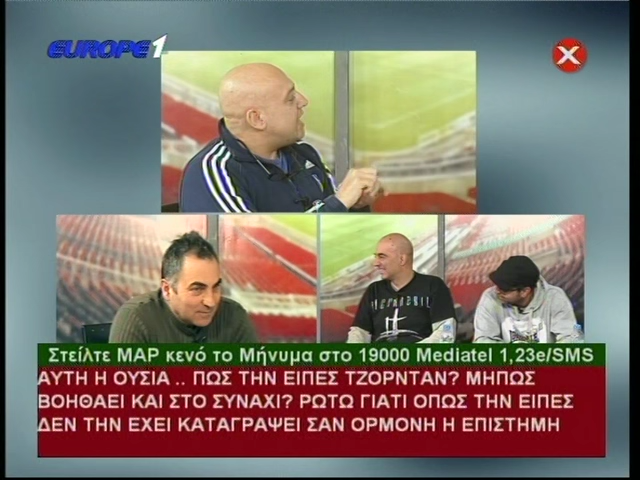 EUROPE1
Στείλτε ΜΑΡ κενό το Μήνυμα στο 19000 Mediatel 1,23e/SMS
ΑΥΤΗ Η ΟΥΣΙΑ .. ΠΩΣ ΤΗΝ ΕΙΠΕΣ ΤΖΟΡΝΤΑΝ? ΜΗΠΩΣ
ΒΟΗΘΑΕΙ ΚΑΙ ΣΤΟ ΣΥΝΑΧΙ? ΡΩΤΩ ΓΙΑΤΙ ΟΠΩΣ ΤΗΝ ΕΙΠΕΣ
ΔΕΝ ΤΗΝ ΕΧΕΙ ΚΑΤΑΓΡΑΨΕΙ ΣΑΝ ΟΡΜΟΝΗ Η ΕΠΙΣΤΗΜΗ